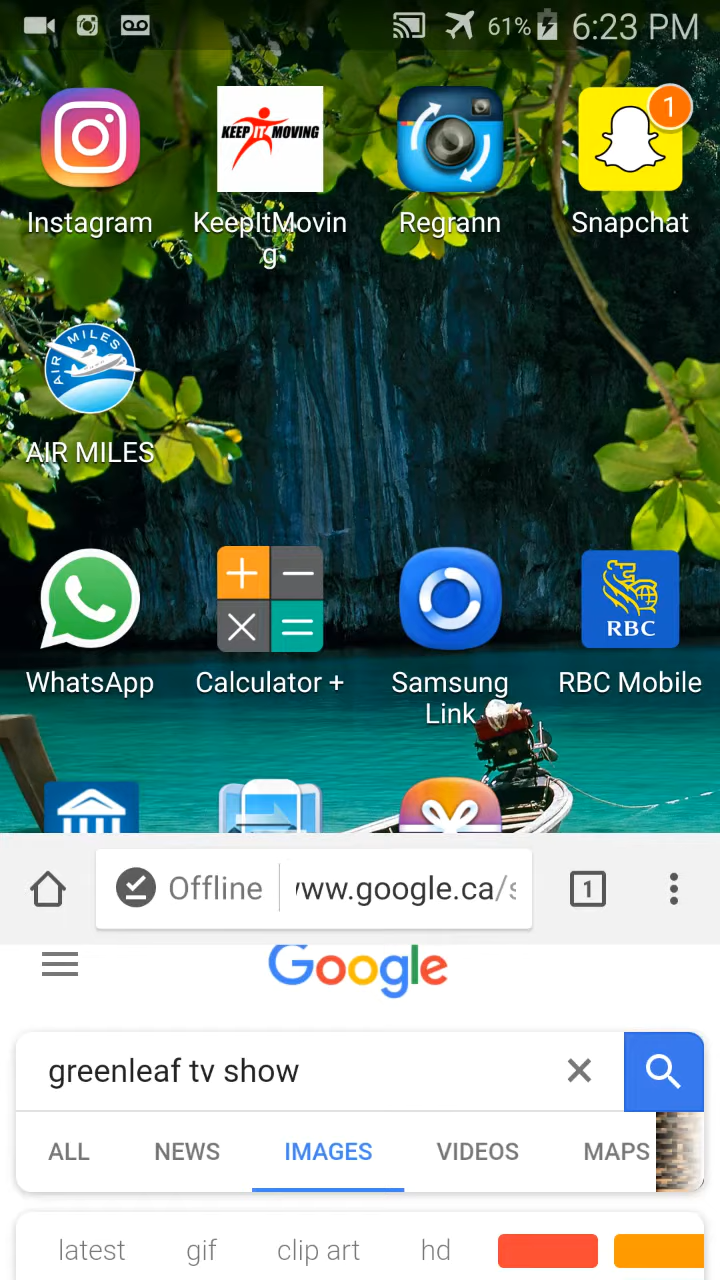 61% 6:23 PM
KEEP IT MOVING
1
Instagram KeepItMovin
g Regrann Snapchat
AIR MILES
AIR MILES
RBC
WhatsApp Calculator + Samsung
Link RBC Mobile
Offline www.google.ca/s
1
Google
greenleaf tv show
ALL NEWS IMAGES VIDEOS MAPS
latest gif clip art hd